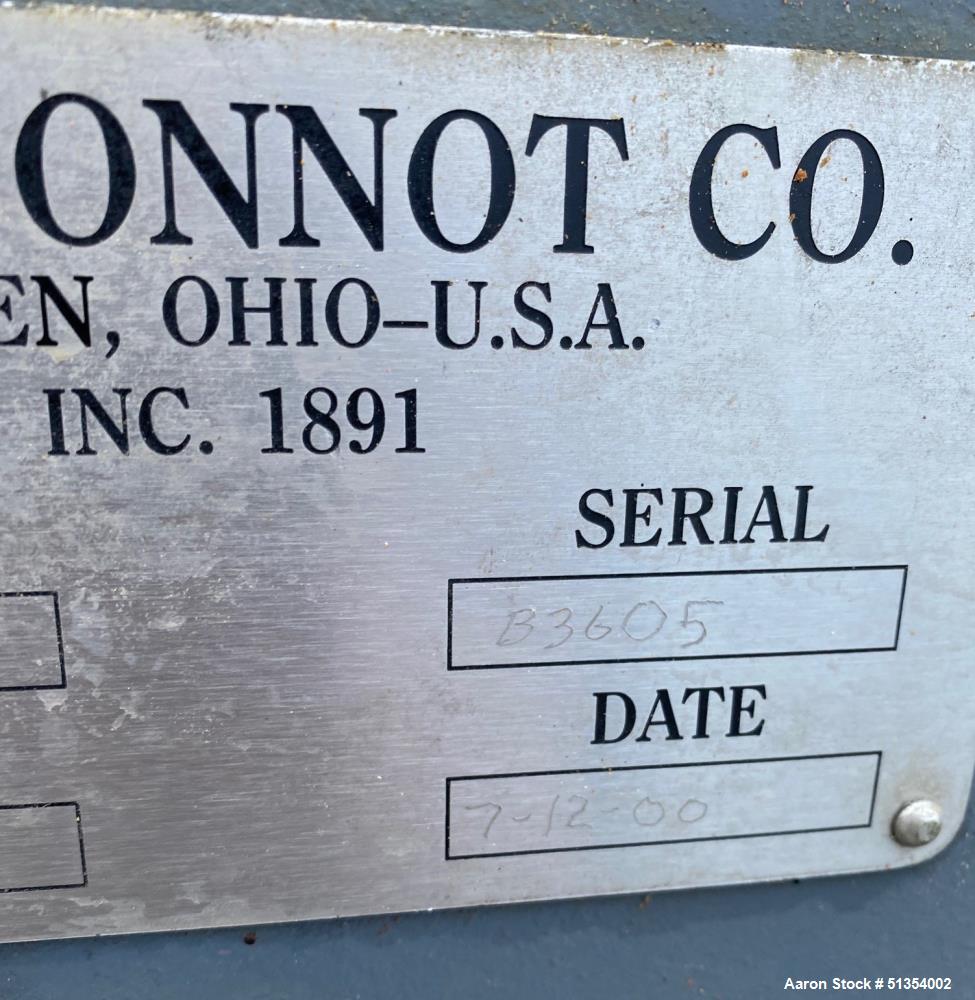 ONNOT CO.
EN, OHIO–U.S.A.
INC. 1891
SERIAL
B3605
DATE
7-12-00
Aaron Stock # 51354002